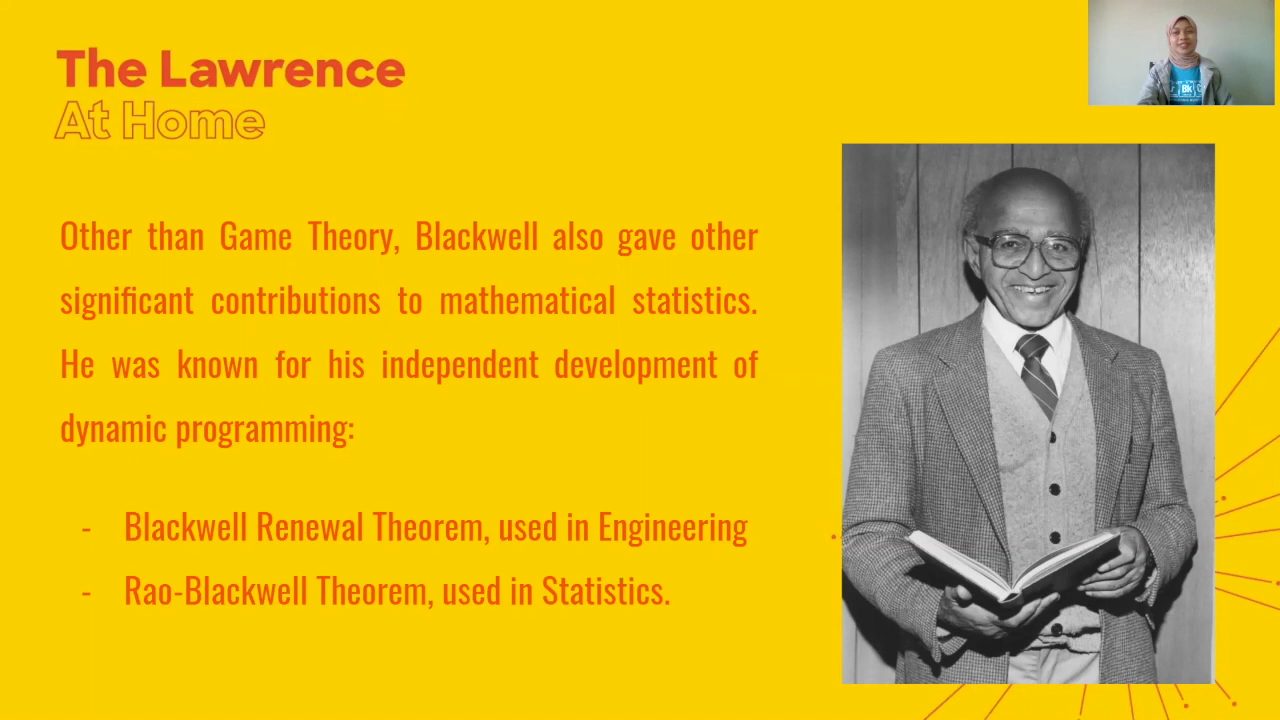 The Lawrence
At Home
Other than Game Theory, Blackwell also gave other
significant contributions to mathematical statistics.
He was known for his independent development of
dynamic programming:
- Blackwell Renewal Theorem, used in Engineering
- Rao-Blackwell Theorem, used in Statistics.
Bk